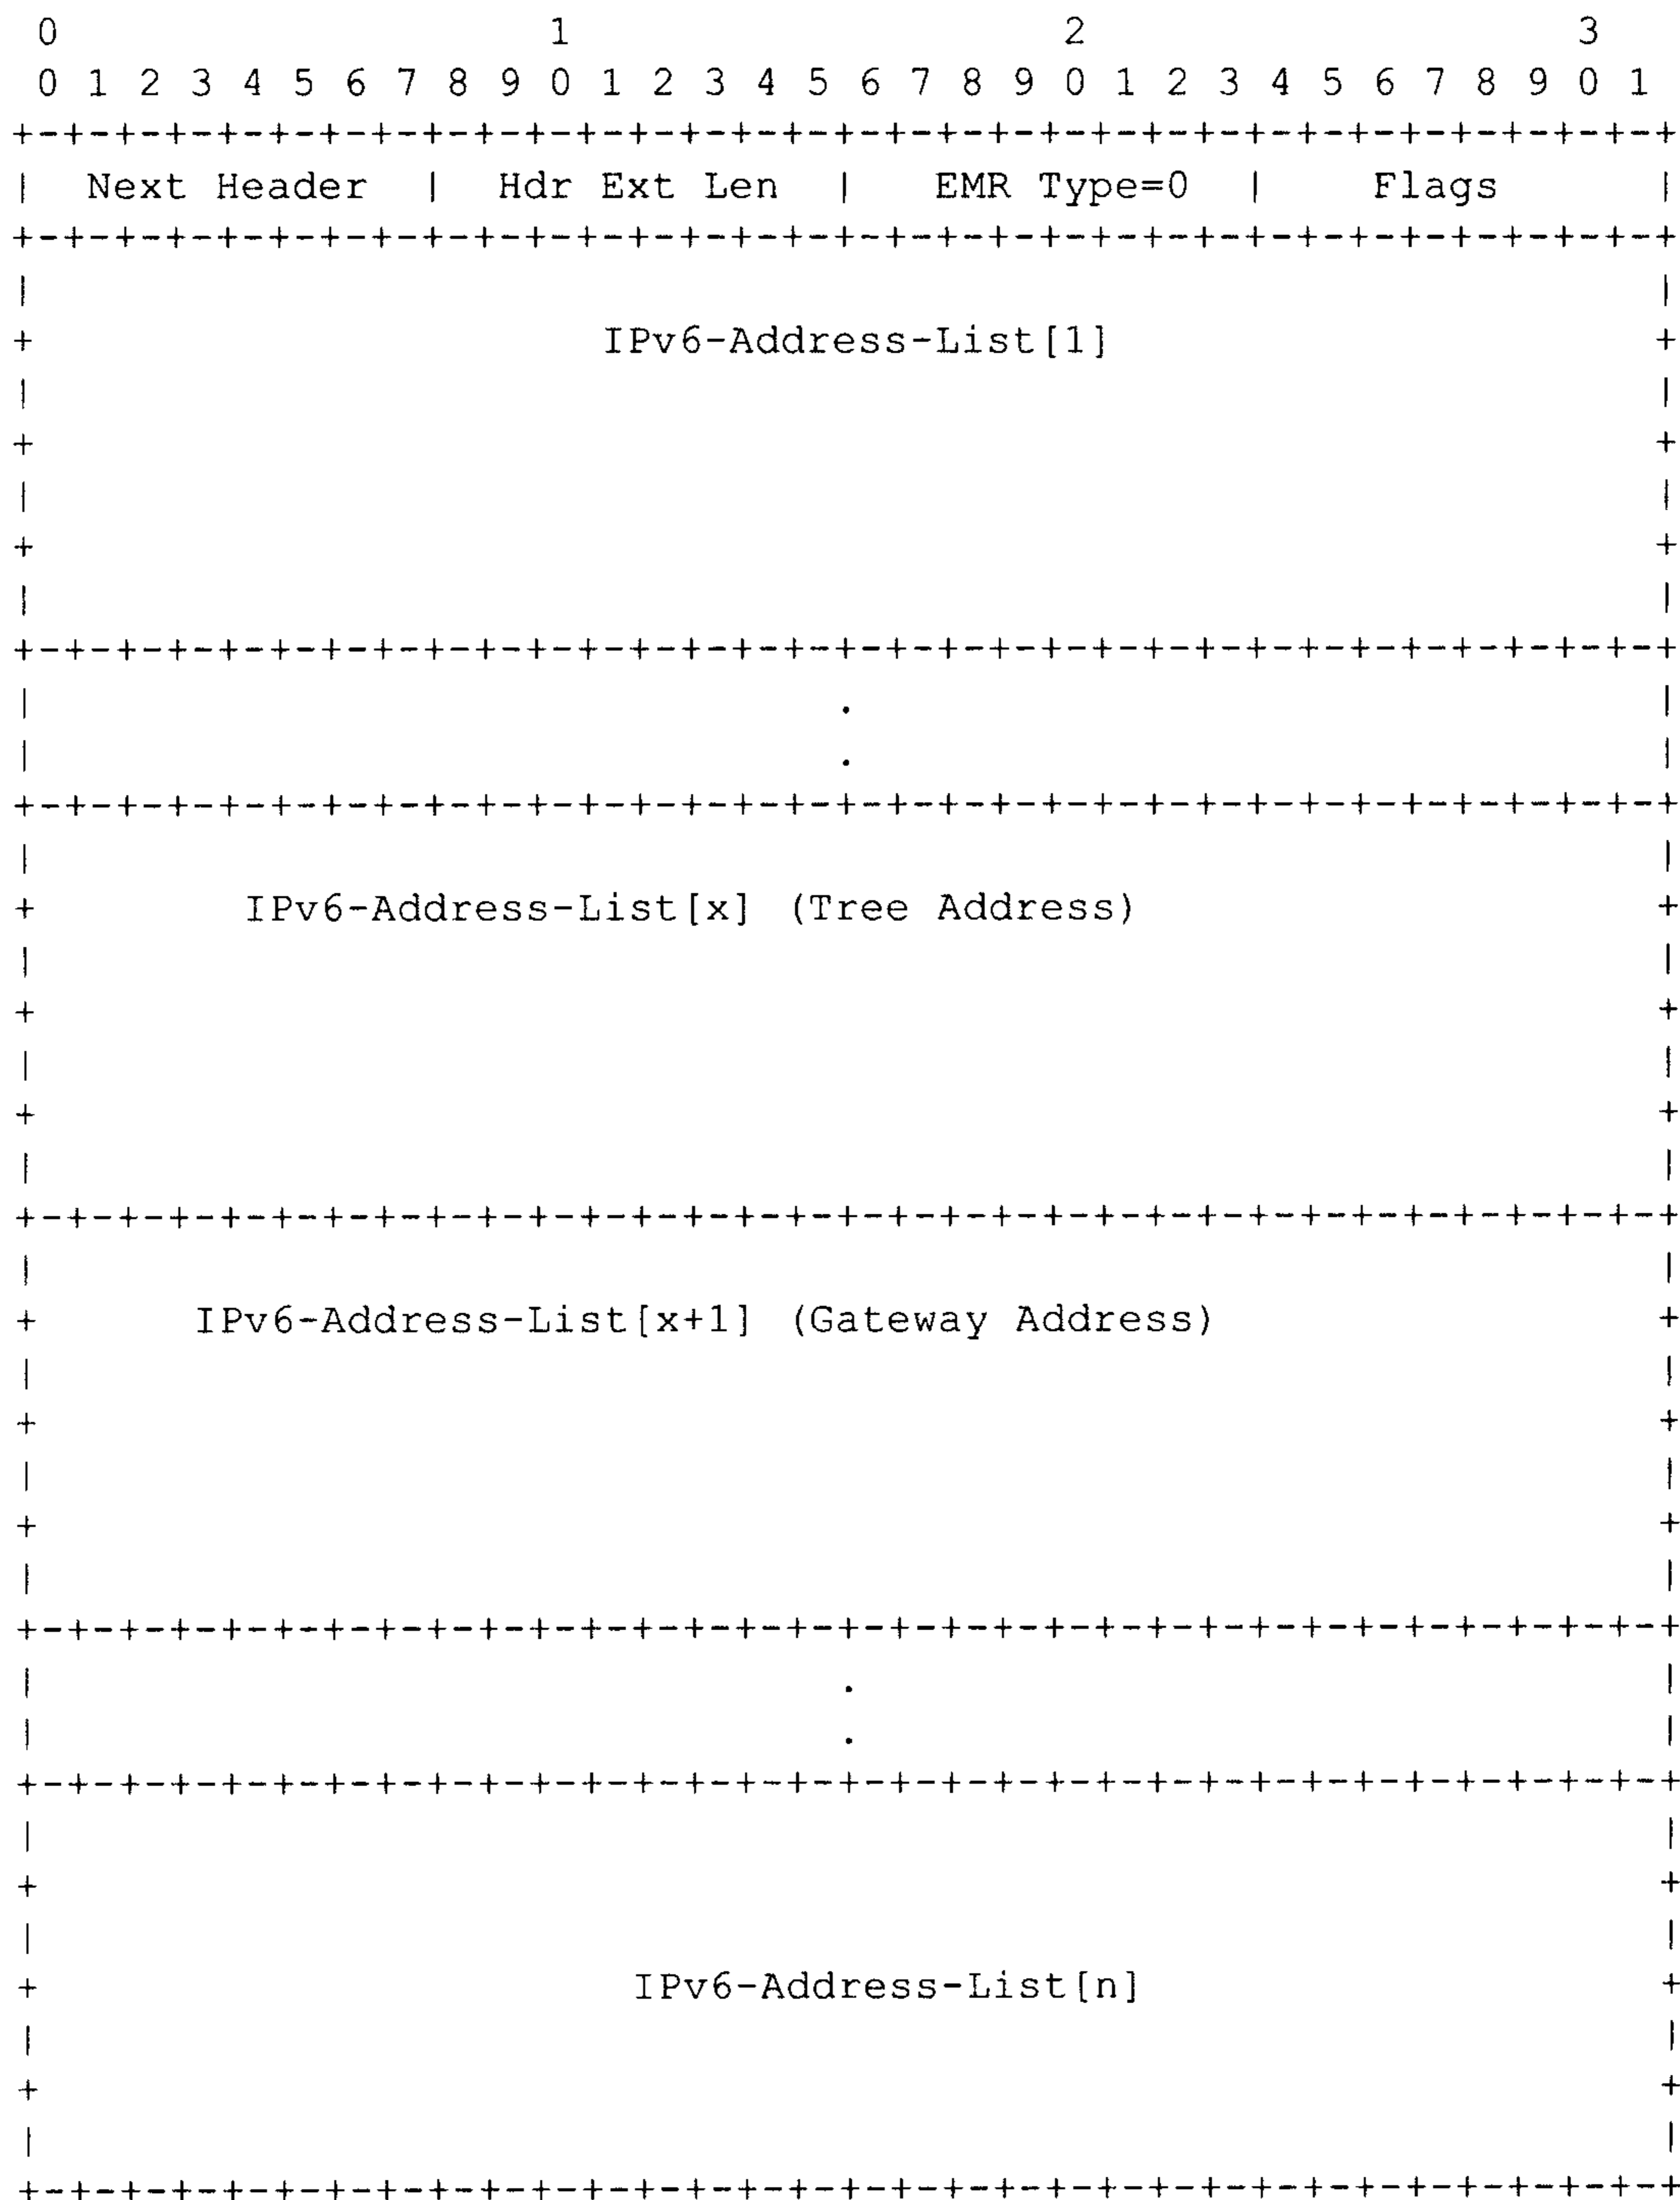 0                   1                   2                   3
0 1 2 3 4 5 6 7 8 9 0 1 2 3 4 5 6 7 8 9 0 1 2 3 4 5 6 7 8 9 0 1
+-+-+-+-+-+-+-+-+-+-+-+-+-+-+-+-+-+-+-+-+-+-+-+-+-+-+-+-+-+-+-+-+
|  Next Header  |  Hdr Ext Len  |   EMR Type=0  |    Flags      |
+-+-+-+-+-+-+-+-+-+-+-+-+-+-+-+-+-+-+-+-+-+-+-+-+-+-+-+-+-+-+-+-+
|                                                               |
+                      IPv6-Address-List[1]                     +
|                                                               |
+                                                               +
|                                                               |
+                                                               +
|                                                               |
+-+-+-+-+-+-+-+-+-+-+-+-+-+-+-+-+-+-+-+-+-+-+-+-+-+-+-+-+-+-+-+-+
|                               .                               |
|                               .                               |
+-+-+-+-+-+-+-+-+-+-+-+-+-+-+-+-+-+-+-+-+-+-+-+-+-+-+-+-+-+-+-+-+
|                                                               |
+        IPv6-Address-List[x] (Tree Address)                    +
|                                                               |
+                                                               +
|                                                               |
+                                                               +
|                                                               |
+-+-+-+-+-+-+-+-+-+-+-+-+-+-+-+-+-+-+-+-+-+-+-+-+-+-+-+-+-+-+-+-+
|                                                               |
+      IPv6-Address-List[x+1] (Gateway Address)                 +
|                                                               |
+                                                               +
|                                                               |
+                                                               +
|                                                               |
+-+-+-+-+-+-+-+-+-+-+-+-+-+-+-+-+-+-+-+-+-+-+-+-+-+-+-+-+-+-+-+-+
|                               .                               |
|                               .                               |
+-+-+-+-+-+-+-+-+-+-+-+-+-+-+-+-+-+-+-+-+-+-+-+-+-+-+-+-+-+-+-+-+
|                                                               |
+                                                               +
|                                                               |
+                       IPv6-Address-List[n]                    +
|                                                               |
+                                                               +
|                                                               |
+-+-+-+-+-+-+-+-+-+-+-+-+-+-+-+-+-+-+-+-+-+-+-+-+-+-+-+-+-+-+-+-+